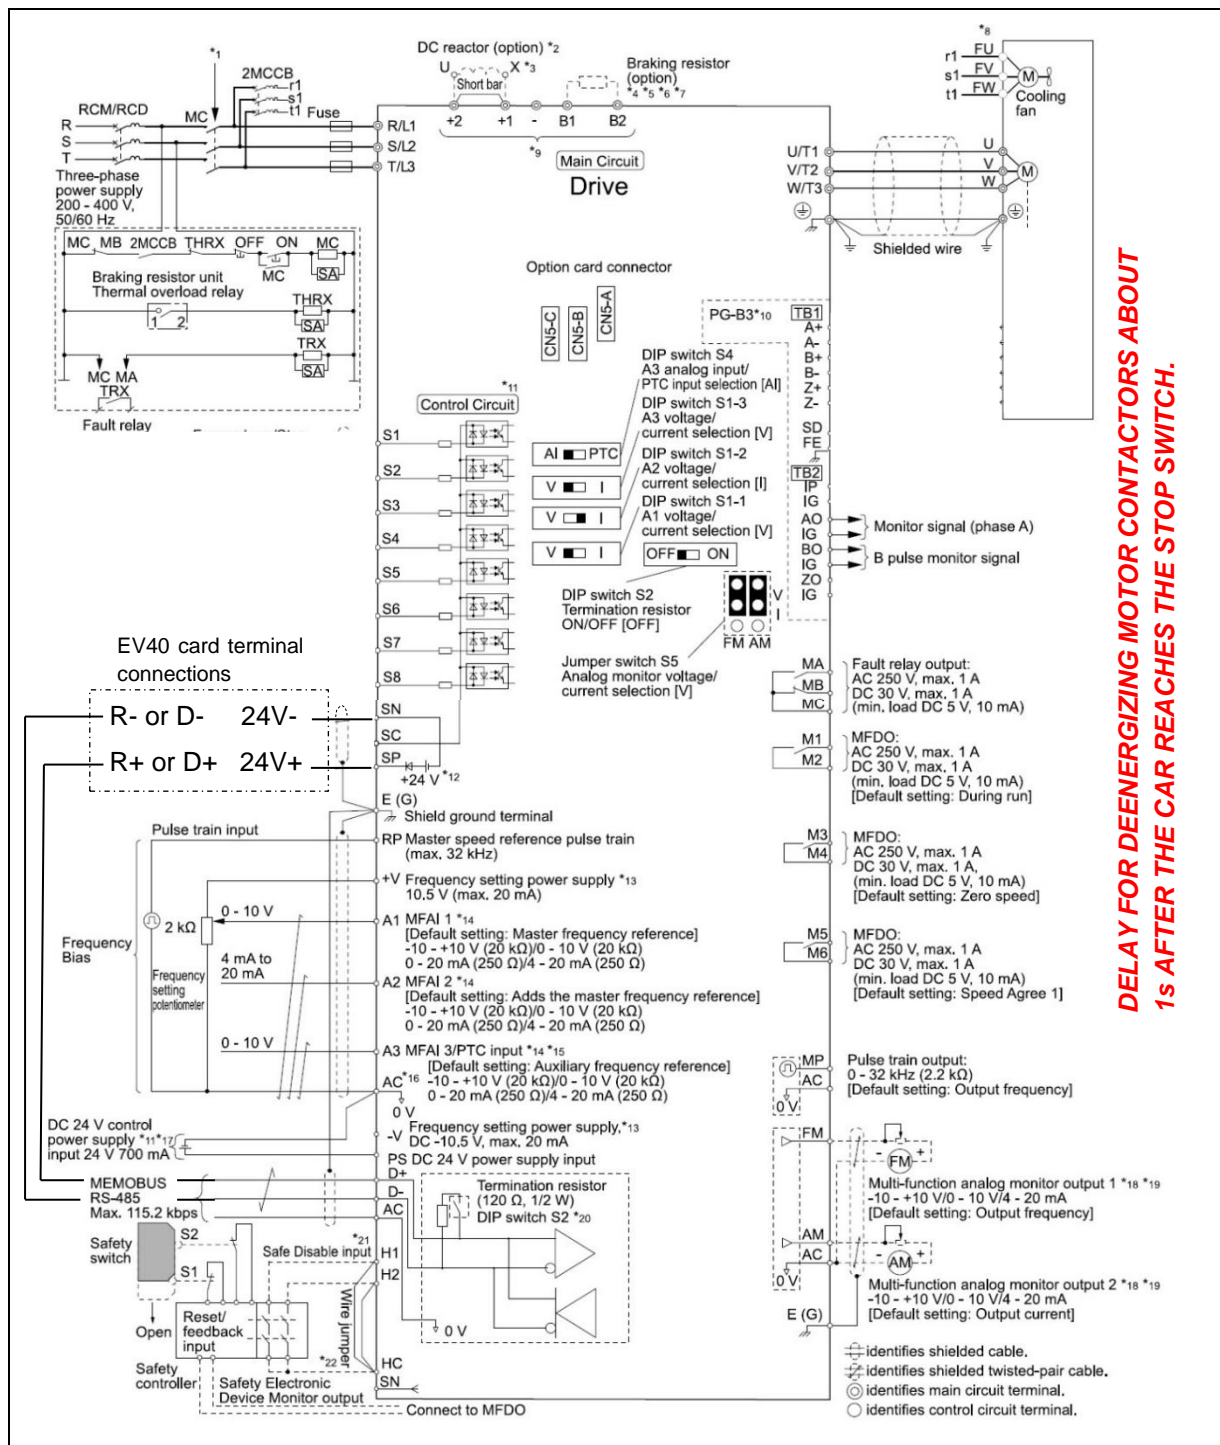 *1
DC reactor (option) *2
U X *3
Short bar
Braking resistor
(option)
*4 *5 *6 *7
*8
r1 FU
s1 FV
t1 FW
M
Cooling
fan
2MCCB
r1
s1
t1 Fuse
RCM/RCD
MC
R
S
T
R/L1
S/L2
T/L3
+2 +1 - B1 B2
*9
Main Circuit
Drive
U/T1 U
V/T2 V
W/T3 W
M
Shielded wire
Three-phase
power supply
200 - 400 V,
50/60 Hz
MC MB 2MCCB THRX OFF ON MC
MC SA
Braking resistor unit
Thermal overload relay
THRX
1 2 SA
TRX
SA
MC MA
TRX
Fault relay
Option card connector
CN5-C
CN5-B
CN5-A
PG-B3*10
TB1
A+
A-
B+
B-
Z+
Z-
SD
FE
TB2
IP
IG
AO
IG
BO
IG
ZO
IG
Monitor signal (phase A)
B pulse monitor signal
DIP switch S4
A3 analog input/
PTC input selection [AI]
DIP switch S1-3
A3 voltage/
current selection [V]
DIP switch S1-2
A2 voltage/
current selection [I]
DIP switch S1-1
A1 voltage/
current selection [V]
AI PTC
V I
V I
V I
OFF ON
DIP switch S2
Termination resistor
ON/OFF [OFF]
V
I
FM AM
Jumper switch S5
Analog monitor voltage/
current selection [V]
*11
Control Circuit
S1
S2
S3
S4
S5
S6
S7
S8
SN
SC
SP
+24 V *12
EV40 card terminal
connections
R- or D- 24V-
R+ or D+ 24V+
E (G)
Shield ground terminal
Pulse train input
RP Master speed reference pulse train
(max. 32 kHz)
+V Frequency setting power supply *13
10.5 V (max. 20 mA)
0 - 10 V
2 kΩ
A1 MFAI 1 *14
[Default setting: Master frequency reference]
-10 - +10 V (20 kΩ)/0 - 10 V (20 kΩ)
0 - 20 mA (250 Ω)/4 - 20 mA (250 Ω)
Frequency
Bias
4 mA to
20 mA
Frequency
setting
potentiometer
A2 MFAI 2 *14
[Default setting: Adds the master frequency reference]
-10 - +10 V (20 kΩ)/0 - 10 V (20 kΩ)
0 - 20 mA (250 Ω)/4 - 20 mA (250 Ω)
0 - 10 V
A3 MFAI 3/PTC input *14 *15
[Default setting: Auxiliary frequency reference]
-10 - +10 V (20 kΩ)/0 - 10 V (20 kΩ)
0 - 20 mA (250 Ω)/4 - 20 mA (250 Ω)
AC *16
0 V
DC 24 V control
power supply *11*17
input 24 V 700 mA
-V Frequency setting power supply,*13
DC -10.5 V, max. 20 mA
PS DC 24 V power supply input
MEMOBUS
RS-485
Max. 115.2 kbps
D+
D-
AC
Termination resistor
(120 Ω, 1/2 W)
DIP switch S2 *20
0 V
Safety
switch
S2
S1
Open
*21
Safe Disable input
H1
H2
Wire jumper
HC
SN
Reset/
feedback
input
*22
Safety
controller
Safety Electronic
Device Monitor output
Connect to MFDO
MA
MB
MC
Fault relay output:
AC 250 V, max. 1 A
DC 30 V, max. 1 A
(min. load DC 5 V, 10 mA)
M1
M2
MFDO:
AC 250 V, max. 1 A
DC 30 V, max. 1 A
(min. load DC 5 V, 10 mA)
[Default setting: During run]
M3
M4
MFDO:
AC 250 V, max. 1 A
DC 30 V, max. 1 A,
(min. load DC 5 V, 10 mA)
[Default setting: Zero speed]
M5
M6
MFDO:
AC 250 V, max. 1 A
DC 30 V, max. 1 A
(min. load DC 5 V, 10 mA)
[Default setting: Speed Agree 1]
MP
AC
0 V
Pulse train output:
0 - 32 kHz (2.2 kΩ)
[Default setting: Output frequency]
FM
- FM +
Multi-function analog monitor output 1 *18 *19
-10 - +10 V/0 - 10 V/4 - 20 mA
[Default setting: Output frequency]
AM
AC
0 V
- AM +
Multi-function analog monitor output 2 *18 *19
-10 - +10 V/0 - 10 V/4 - 20 mA
[Default setting: Output current]
E (G)
identifies shielded cable.
identifies shielded twisted-pair cable.
identifies main circuit terminal.
identifies control circuit terminal.
DELAY FOR DEENERGIZING MOTOR CONTACTORS ABOUT
1s AFTER THE CAR REACHES THE STOP SWITCH.